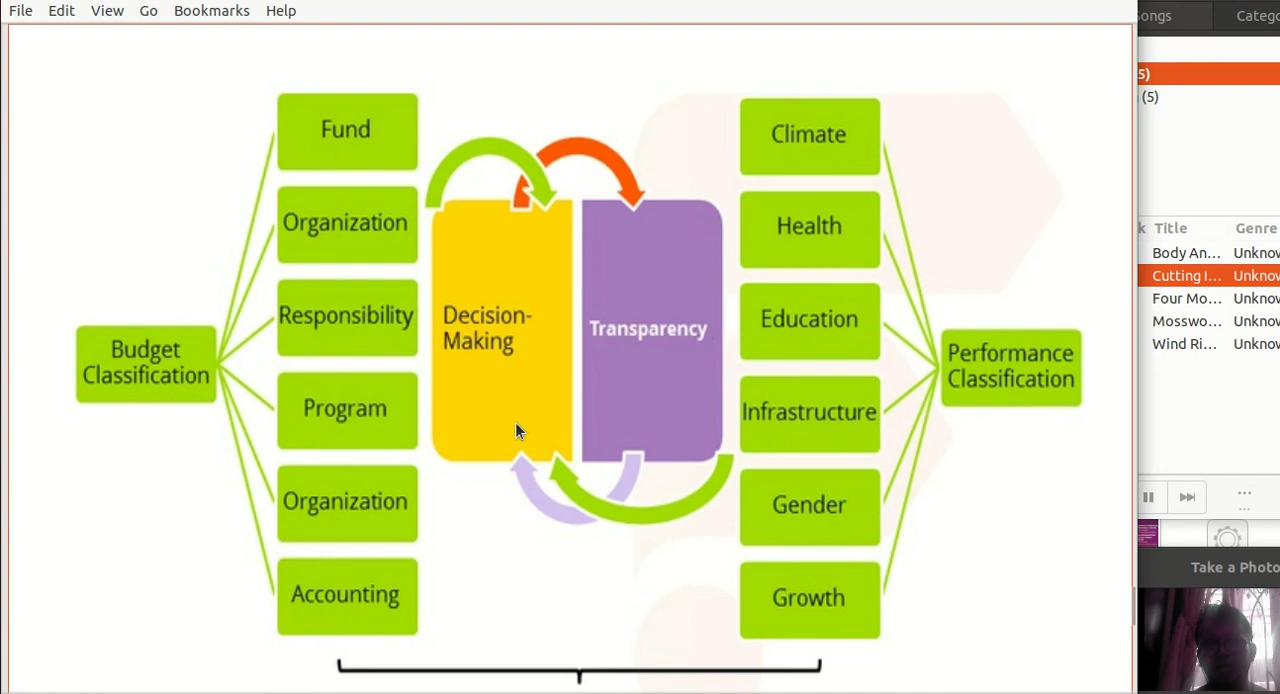 File Edit View Go Bookmarks Help
Fund
Organization
Responsibility
Program
Organization
Accounting
Budget
Classification
Decision-
Making
Transparency
Climate
Health
Education
Infrastructure
Gender
Growth
Performance
Classification
ongs Catego
5)
(5)
k Title Genre
Body An... Unknow
Cutting I... Unknow
Four Mo... Unknow
Mosswo... Unknow
Wind Ri... Unknow
Take a Photo